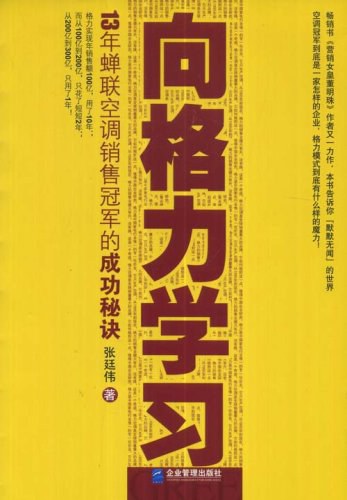 畅销书《营销女皇董明珠》作者又一力作，本书告诉你『默默无闻』的世界
空调冠军到底是一家怎样的企业，格力模式到底有什么样的魔力！
向格力学习
13年蝉联空调销售冠军的成功秘诀
张廷伟 著
格力实现年销售额100亿，用了10年；
而从100亿到200亿，只花了短短2年；
从200亿到300亿，只用了1年！
企业管理出版社